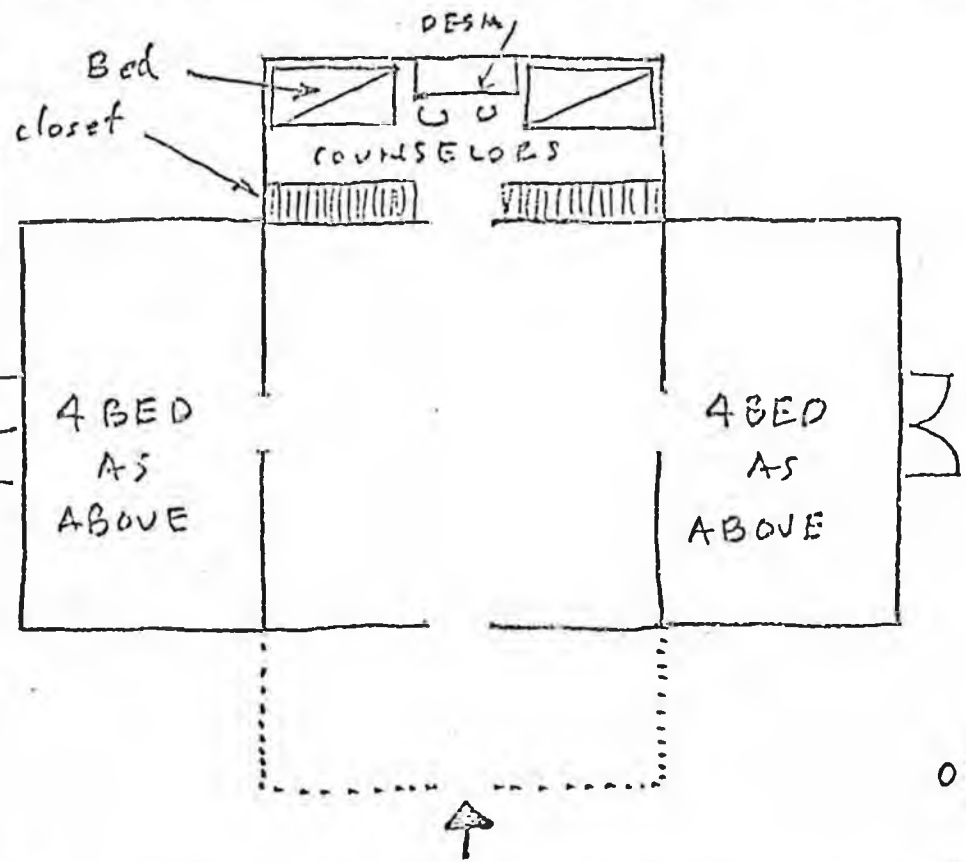 DESK
Bed
closet
COUNSELORS
4 BED
AS
ABOVE
4 BED
AS
ABOVE